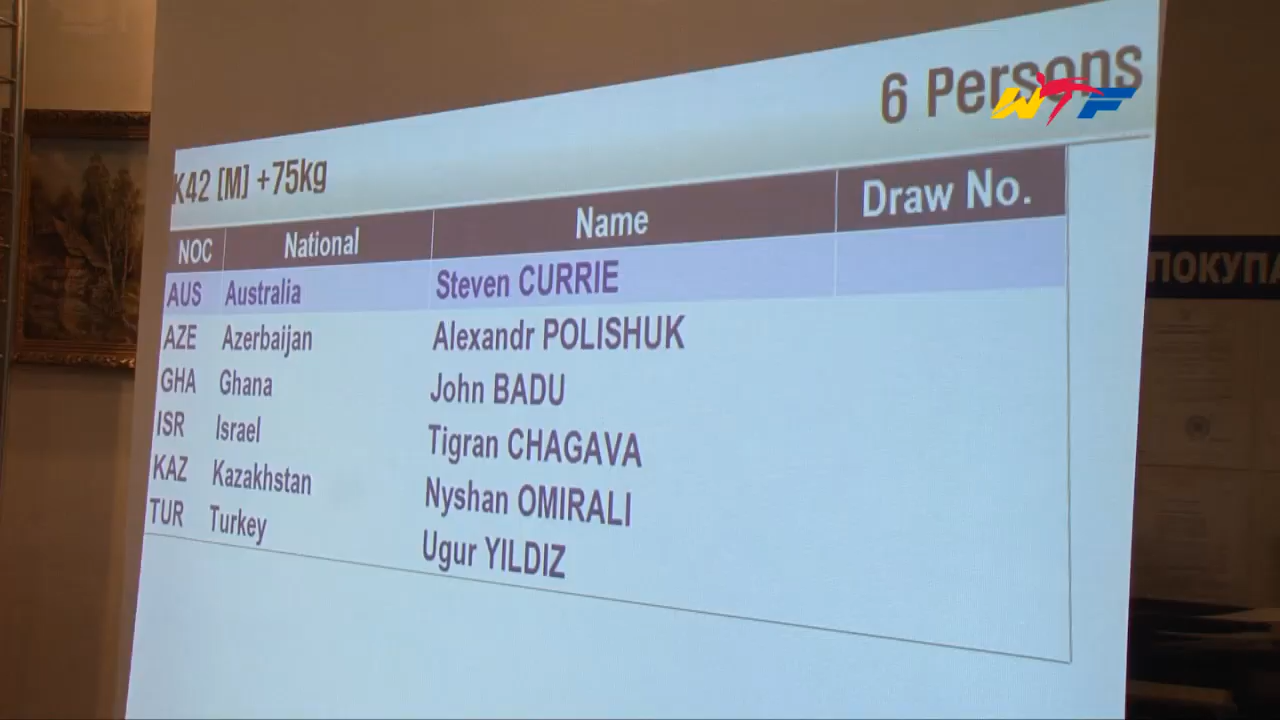 6 Persons
WTF
K42 [M] +75kg
NOC National Name Draw No.
AUS Australia Steven CURRIE
AZE Azerbaijan Alexandr POLISHUK
GHA Ghana John BADU
ISR Israel Tigran CHAGAVA
KAZ Kazakhstan Nyshan OMIRALI
TUR Turkey Ugur YILDIZ
ПОКУПА